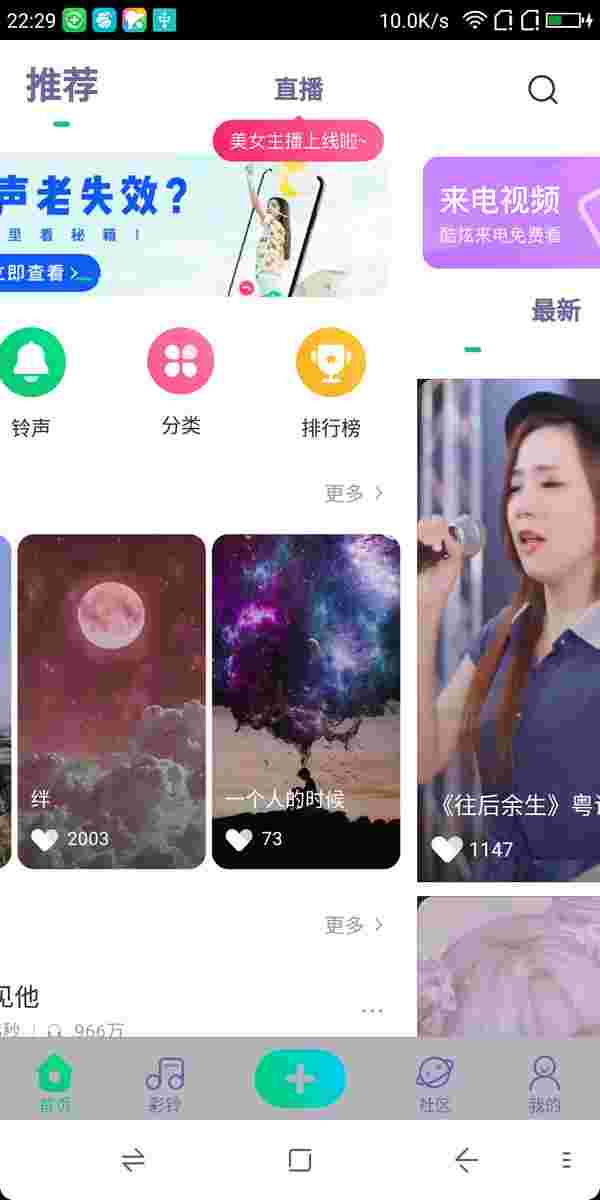 22:29
10.0K/s
推荐
直播
美女主播上线啦~
声老失效?
里看秘籍!
立即查看>
来电视频
酷炫来电免费看
最新
铃声
分类
排行榜
更多 >
绊
2003
一个人的时候
73
《往后余生》粤语
1147
更多 >
见他
秒 | 966万
首页
彩铃
社区
我的